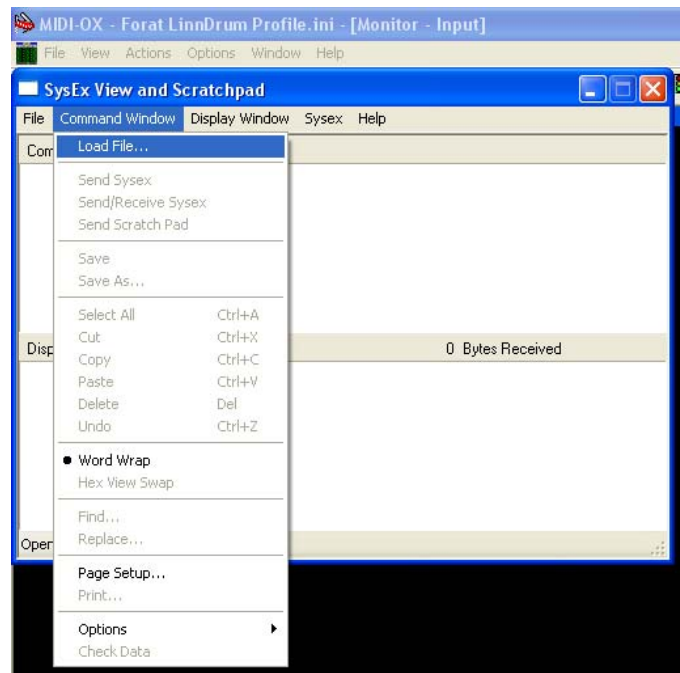 MIDI-OX - Forat LinnDrum Profile.ini - [Monitor - Input]
File View Actions Options Window Help
SysEx View and Scratchpad
File Command Window Display Window Sysex Help
Com
Load File...
Send Sysex
Send/Receive Sysex
Send Scratch Pad
Save
Save As...
Select All Ctrl+A
Cut Ctrl+X
Disp 0 Bytes Received
Copy Ctrl+C
Paste Ctrl+V
Delete Del
Undo Ctrl+Z
Word Wrap
Hex View Swap
Find...
Replace...
Oper
Page Setup...
Print...
Options
Check Data